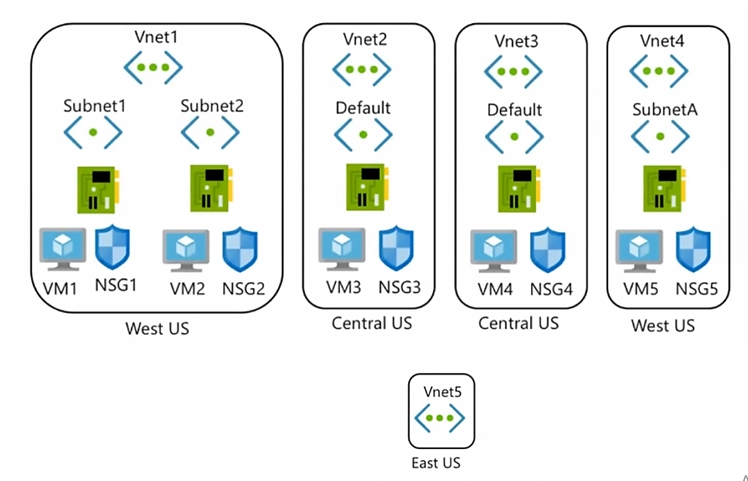 Vnet1
Vnet2
Vnet3
Vnet4
Subnet1
Subnet2
Default
Default
SubnetA
VM1
NSG1
VM2
NSG2
VM3
NSG3
VM4
NSG4
VM5
NSG5
West US
Central US
Central US
West US
Vnet5
East US